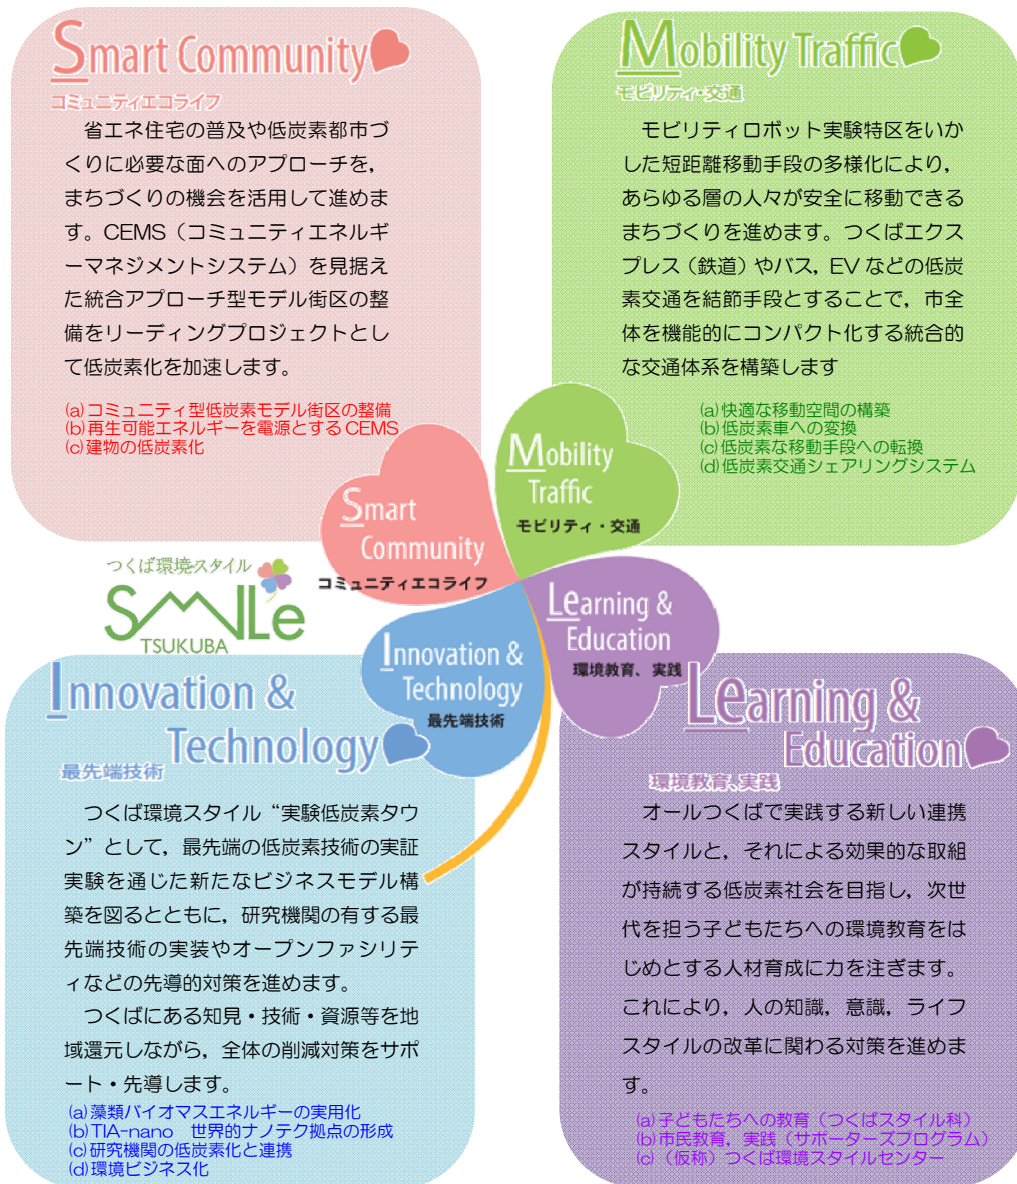 Smart Community
コミュニティエコライフ
省エネ住宅の普及や低炭素都市づ
くりに必要な面へのアプローチを，
まちづくりの機会を活用して進めま
す。CEMS（コミュニティエネルギ
ーマネジメントシステム）を見据え
た統合アプローチ型モデル街区の整
備をリーディングプロジェクトとし
て低炭素化を加速します。
(a)コミュニティ型低炭素モデル街区の整備
(b)再生可能エネルギーを電源とする CEMS
(c)建物の低炭素化
Mobility Traffic
モビリティ・交通
モビリティロボット実験特区をいか
した短距離移動手段の多様化により，
あらゆる層の人々が安全に移動できる
まちづくりを進めます。つくばエクス
プレス（鉄道）やバス，EV などの低炭
素交通を結節手段とすることで，市全
体を機能的にコンパクト化する統合的
な交通体系を構築します
(a)快適な移動空間の構築
(b)低炭素車への変換
(c)低炭素な移動手段への転換
(d)低炭素交通シェアリングシステム
Smart
Community
コミュニティエコライフ
Mobility
Traffic
モビリティ・交通
Innovation &
Technology
最先端技術
Learning &
Education
環境教育、実践
つくば環境スタイル
SMILe
TSUKUBA
Innovation &
Technology
最先端技術
つくば環境スタイル“実験低炭素タウ
ン”として，最先端の低炭素技術の実証
実験を通じた新たなビジネスモデル構
築を図るとともに，研究機関の有する最
先端技術の実装やオープンファシリテ
ィなどの先導的対策を進めます。
つくばにある知見・技術・資源等を地
域還元しながら，全体の削減対策をサポ
ート・先導します。
(a)藻類バイオマスエネルギーの実用化
(b)TIA-nano　世界的ナノテク拠点の形成
(c)研究機関の低炭素化と連携
(d)環境ビジネス化
Learning &
Education
環境教育、実践
オールつくばで実践する新しい連携
スタイルと，それによる効果的な取組
が持続する低炭素社会を目指し，次世
代を担う子どもたちへの環境教育をは
じめとする人材育成に力を注ぎます。
これにより，人の知識，意識，ライフ
スタイルの改革に関わる対策を進めま
す。
(a)子どもたちへの教育（つくばスタイル科）
(b)市民教育，実践（サポーターズプログラム）
(c)（仮称）つくば環境スタイルセンター